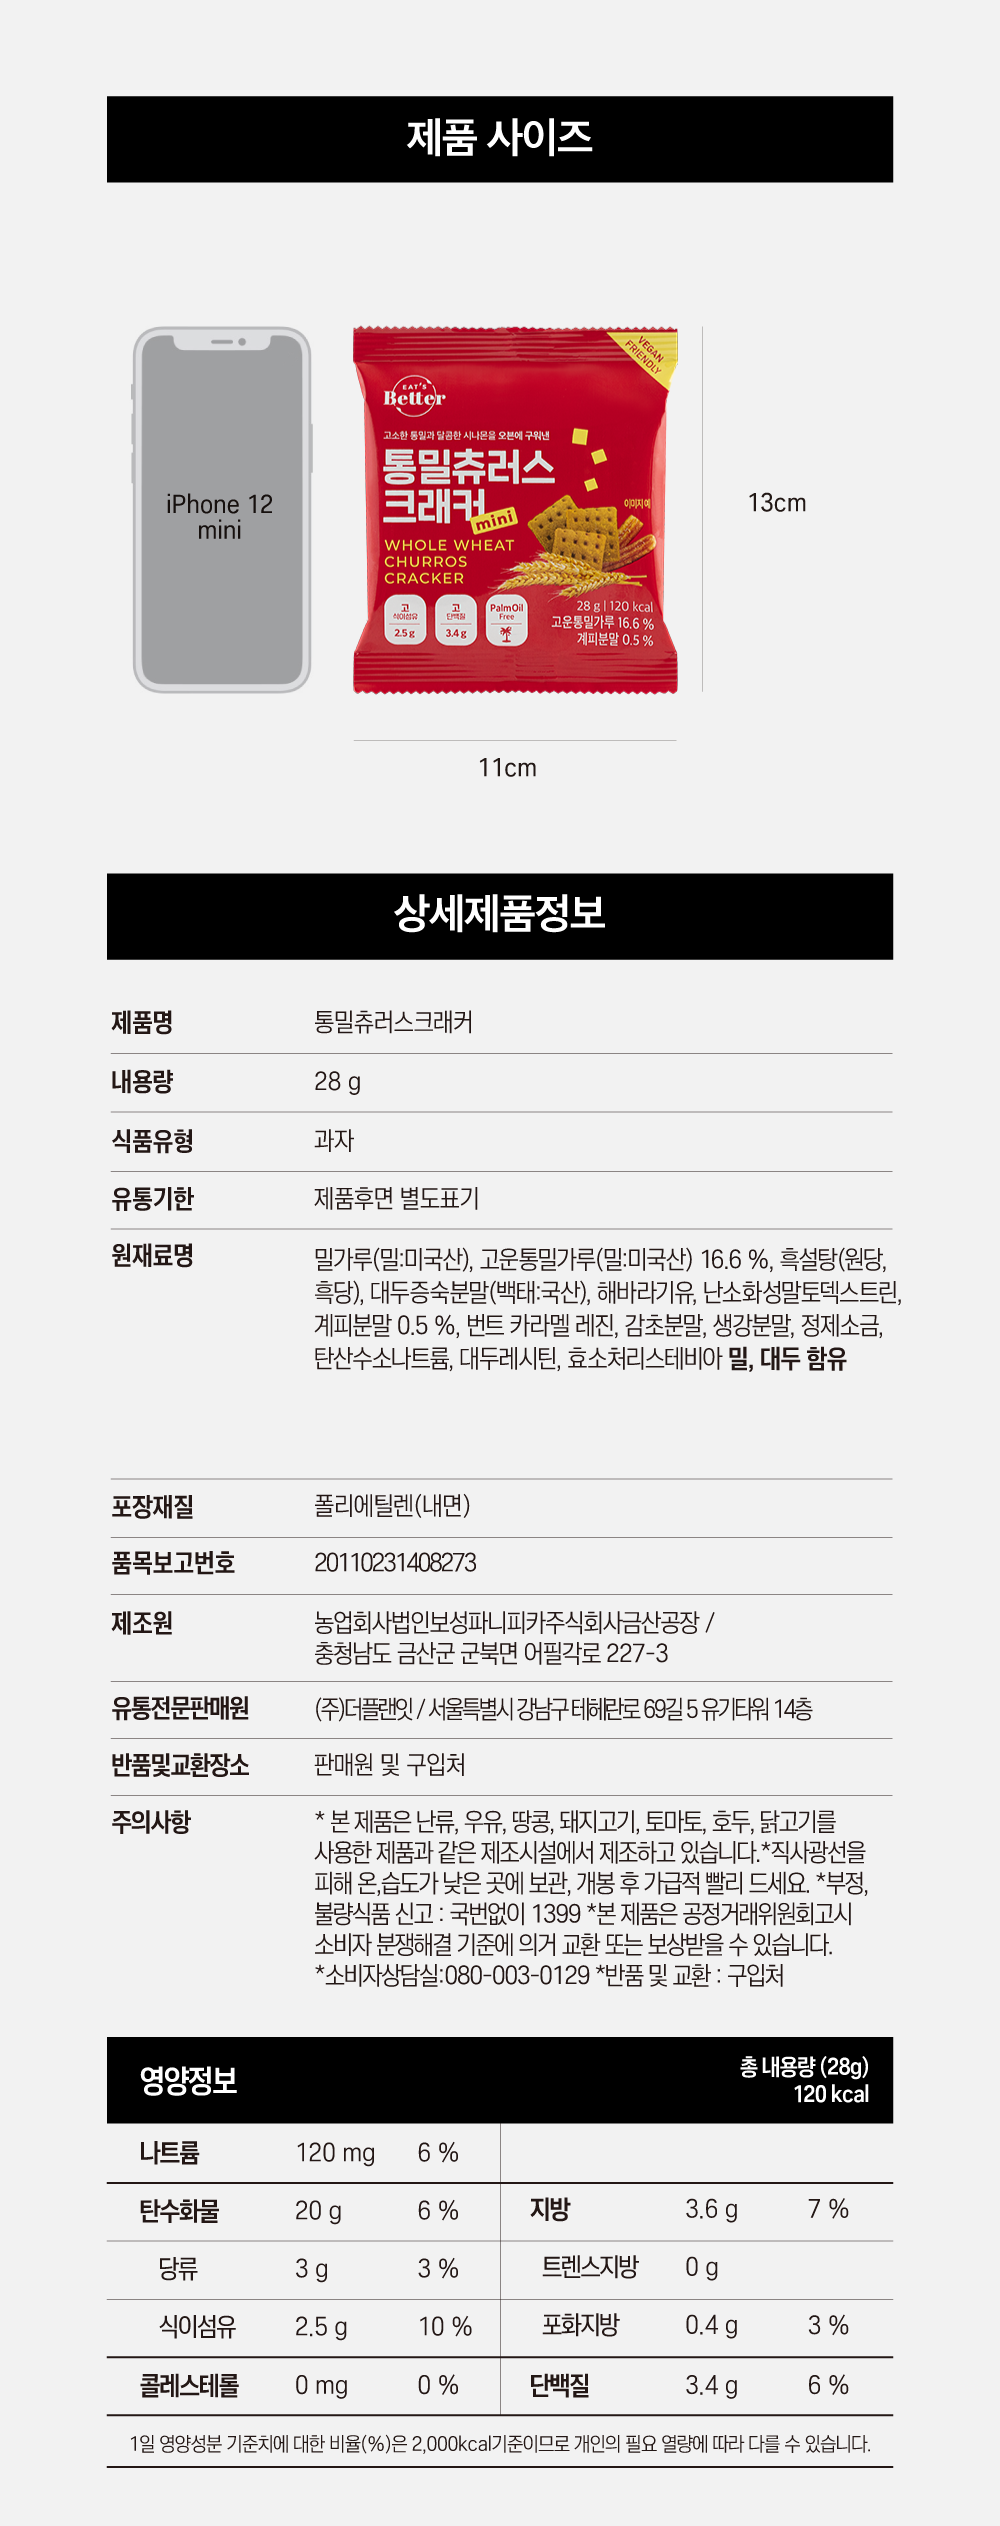 제품 사이즈
iPhone 12
mini
VEGAN
FRIENDLY
EAT'S
Better
고소한 통밀과 달콤한 시나몬을 오븐에 구워낸
통밀츄러스
크래커
mini
이미지 예
WHOLE WHEAT
CHURROS
CRACKER
고
식이섬유
2.5 g
고
단백질
3.4 g
PalmOil
Free
28 g | 120 kcal
고운통밀가루 16.6 %
계피분말 0.5 %
13cm
11cm
상세제품정보
제품명 통밀츄러스크래커
내용량 28 g
식품유형 과자
유통기한 제품후면 별도표기
원재료명 밀가루(밀:미국산), 고운통밀가루(밀:미국산) 16.6 %, 흑설탕(원당,
흑당), 대두증숙분말(백태:국산), 해바라기유, 난소화성말토덱스트린,
계피분말 0.5 %, 번트 카라멜 레진, 감초분말, 생강분말, 정제소금,
탄산수소나트륨, 대두레시틴, 효소처리스테비아 밀, 대두 함유
포장재질 폴리에틸렌(내면)
품목보고번호 20110231408273
제조원 농업회사법인보성파니피카주식회사금산공장 /
충청남도 금산군 군북면 어필각로 227-3
유통전문판매원 (주)더플랜잇 / 서울특별시 강남구 테헤란로 69길 5 유기타워 14층
반품및교환장소 판매원 및 구입처
주의사항 * 본 제품은 난류, 우유, 땅콩, 돼지고기, 토마토, 호두, 닭고기를
사용한 제품과 같은 제조시설에서 제조하고 있습니다.*직사광선을
피해 온,습도가 낮은 곳에 보관, 개봉 후 가급적 빨리 드세요. *부정,
불량식품 신고 : 국번없이 1399 *본 제품은 공정거래위원회고시
소비자 분쟁해결 기준에 의거 교환 또는 보상받을 수 있습니다.
*소비자상담실:080-003-0129 *반품 및 교환 : 구입처
영양정보 총 내용량 (28g)
120 kcal
나트륨 120 mg 6 %
탄수화물 20 g 6 % 지방 3.6 g 7 %
당류 3 g 3 % 트렌스지방 0 g
식이섬유 2.5 g 10 % 포화지방 0.4 g 3 %
콜레스테롤 0 mg 0 % 단백질 3.4 g 6 %
1일 영양성분 기준치에 대한 비율(%)은 2,000kcal기준이므로 개인의 필요 열량에 따라 다를 수 있습니다.